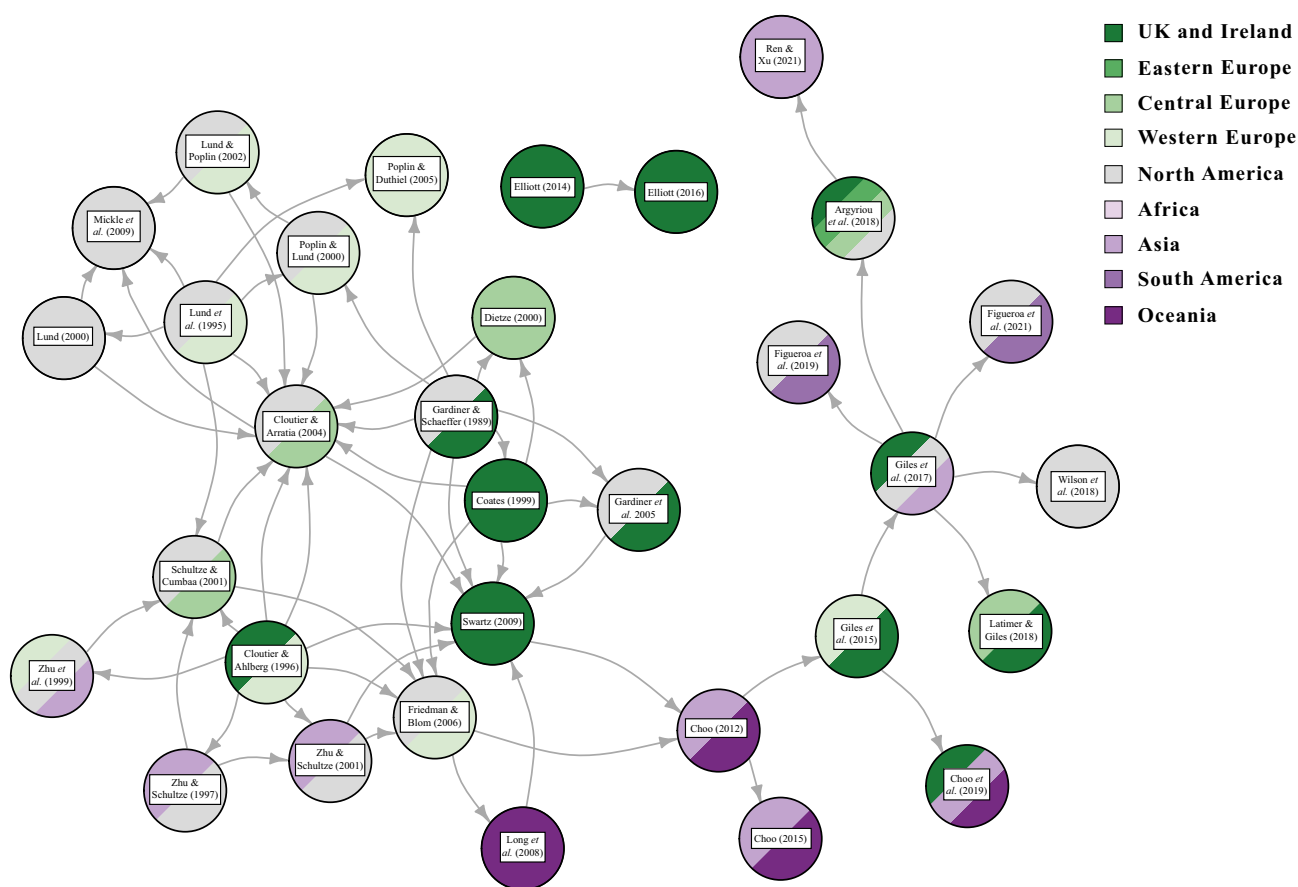 Ren &
Xu (2021)
UK and Ireland
Eastern Europe
Central Europe
Western Europe
North America
Africa
Asia
South America
Oceania
Lund &
Poplin (2002)
Poplin &
Duthiel (2005)
Elliott (2014)
Elliott (2016)
Argyriou
et al. (2018)
Mickle et
al. (2009)
Poplin &
Lund (2000)
Lund et
al. (1995)
Lund (2000)
Dietze (2000)
Figueroa et
al. (2021)
Figueroa et
al. (2019)
Cloutier &
Arratia (2004)
Gardiner &
Schaeffer (1989)
Giles et
al. (2017)
Wilson et
al. (2018)
Coates (1999)
Gardiner et
al. 2005
Schultze &
Cumbaa (2001)
Swartz (2009)
Giles et
al. (2015)
Latimer &
Giles (2018)
Zhu et
al. (1999)
Cloutier &
Ahlberg (1996)
Friedman &
Blom (2006)
Choo (2012)
Zhu &
Schultze (2001)
Zhu &
Schultze (1997)
Choo et
al. (2019)
Long et
al. (2008)
Choo (2015)